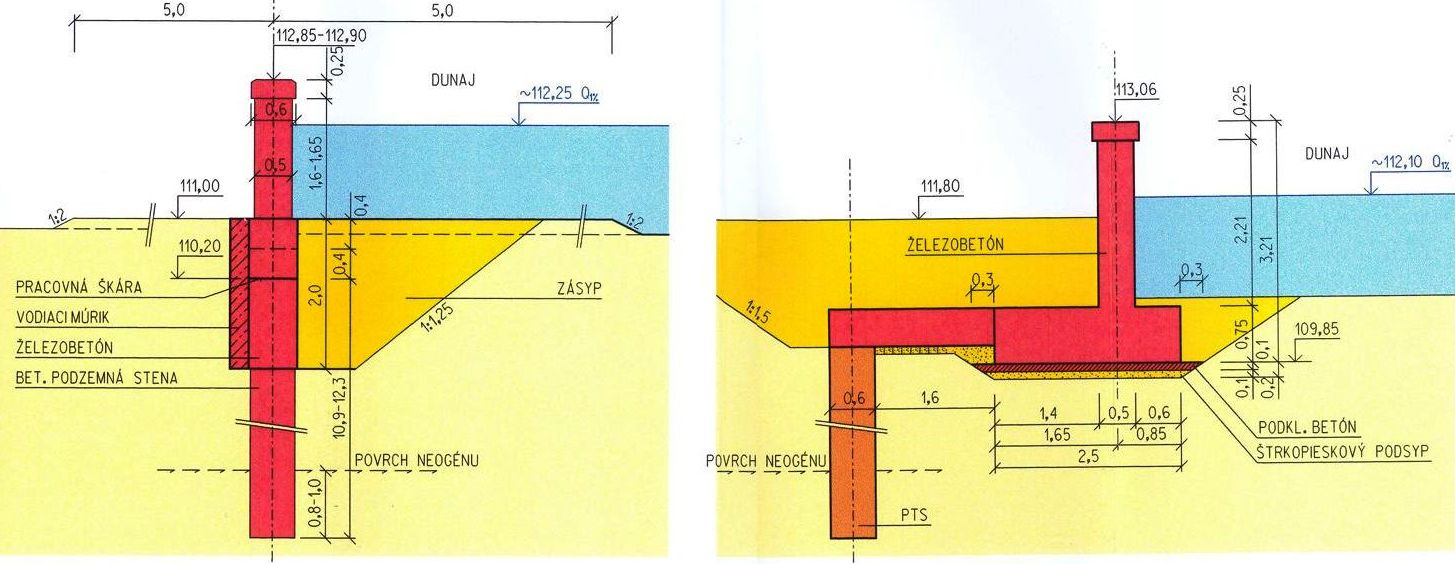 5,0
5,0
112,85-112,90
0,25
DUNAJ
~112,25 Q1%
0,6
0,5
1,6-1,65
111,00
0,4
1:2
1:2
110,20
0,4
PRACOVNÁ ŠKÁRA
2,0
ZÁSYP
VODIACI MÚRIK
1:1,25
ŽELEZOBETÓN
BET. PODZEMNÁ STENA
10,9-12,3
POVRCH NEOGÉNU
0,8-1,0
113,06
0,25
DUNAJ
~112,10 Q1%
111,80
2,21
3,21
ŽELEZOBETÓN
0,3
0,3
1:1,5
0,75
0,1
109,85
0,1
0,2
0,6
1,6
1,4
0,5
0,6
PODKL. BETÓN
1,65
0,85
ŠTRKOPIESKOVÝ PODSYP
2,5
POVRCH NEOGÉNU
PTS